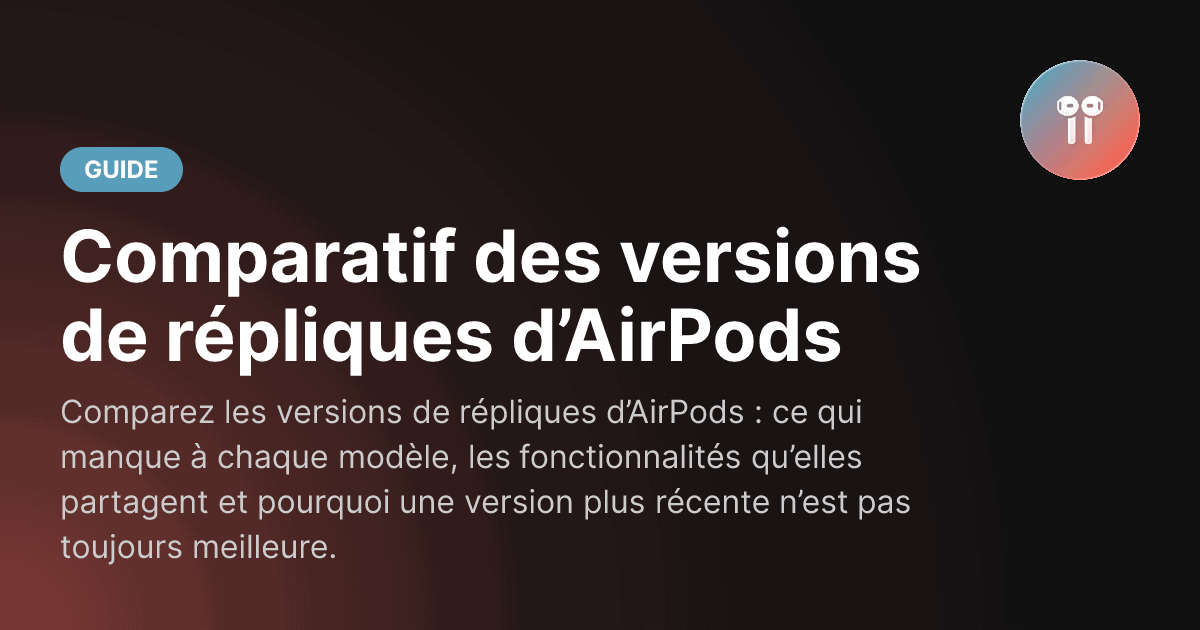 GUIDE
Comparatif des versions
de répliques d’AirPods
Comparez les versions de répliques d’AirPods : ce qui
manque à chaque modèle, les fonctionnalités qu’elles
partagent et pourquoi une version plus récente n’est pas
toujours meilleure.